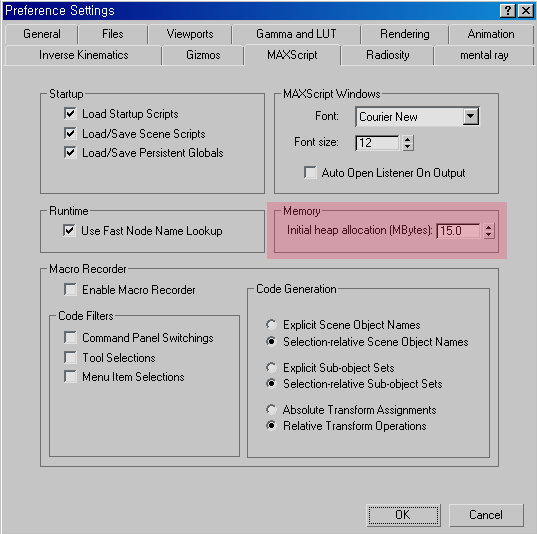 Preference Settings
General Files Viewports Gamma and LUT Rendering Animation
Inverse Kinematics Gizmos MAXScript Radiosity mental ray
Startup
Load Startup Scripts
Load/Save Scene Scripts
Load/Save Persistent Globals
MAXScript Windows
Font: Courier New
Font size: 12
Auto Open Listener On Output
Runtime
Use Fast Node Name Lookup
Memory
Initial heap allocation (MBytes): 15.0
Macro Recorder
Enable Macro Recorder
Code Filters
Command Panel Switchings
Tool Selections
Menu Item Selections
Code Generation
Explicit Scene Object Names
Selection-relative Scene Object Names
Explicit Sub-object Sets
Selection-relative Sub-object Sets
Absolute Transform Assignments
Relative Transform Operations
OK Cancel